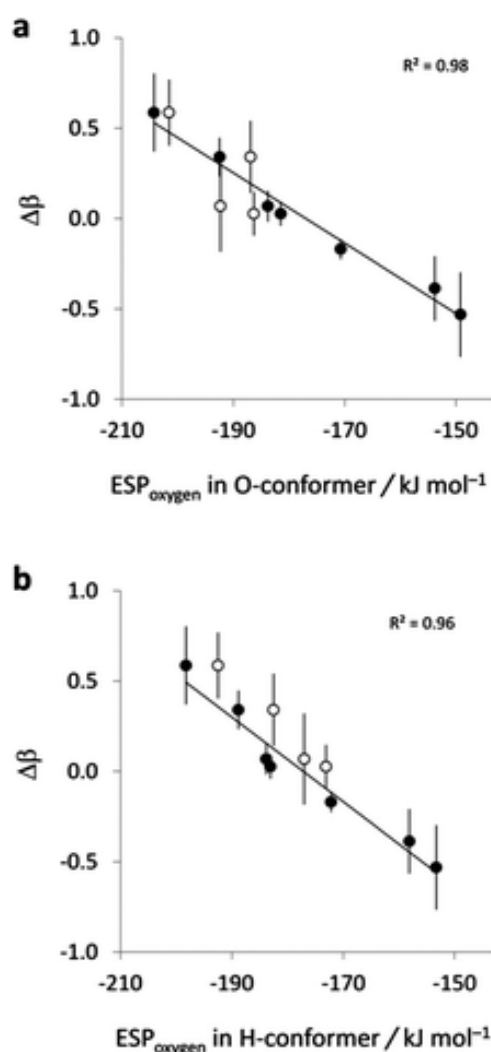 a
1.0
R² = 0.98
0.5
Δβ
0.0
-0.5
-1.0
-210 -190 -170 -150
ESPoxygen in O-conformer / kJ mol⁻¹
b
1.0
R² = 0.96
0.5
Δβ
0.0
-0.5
-1.0
-210 -190 -170 -150
ESPoxygen in H-conformer / kJ mol⁻¹